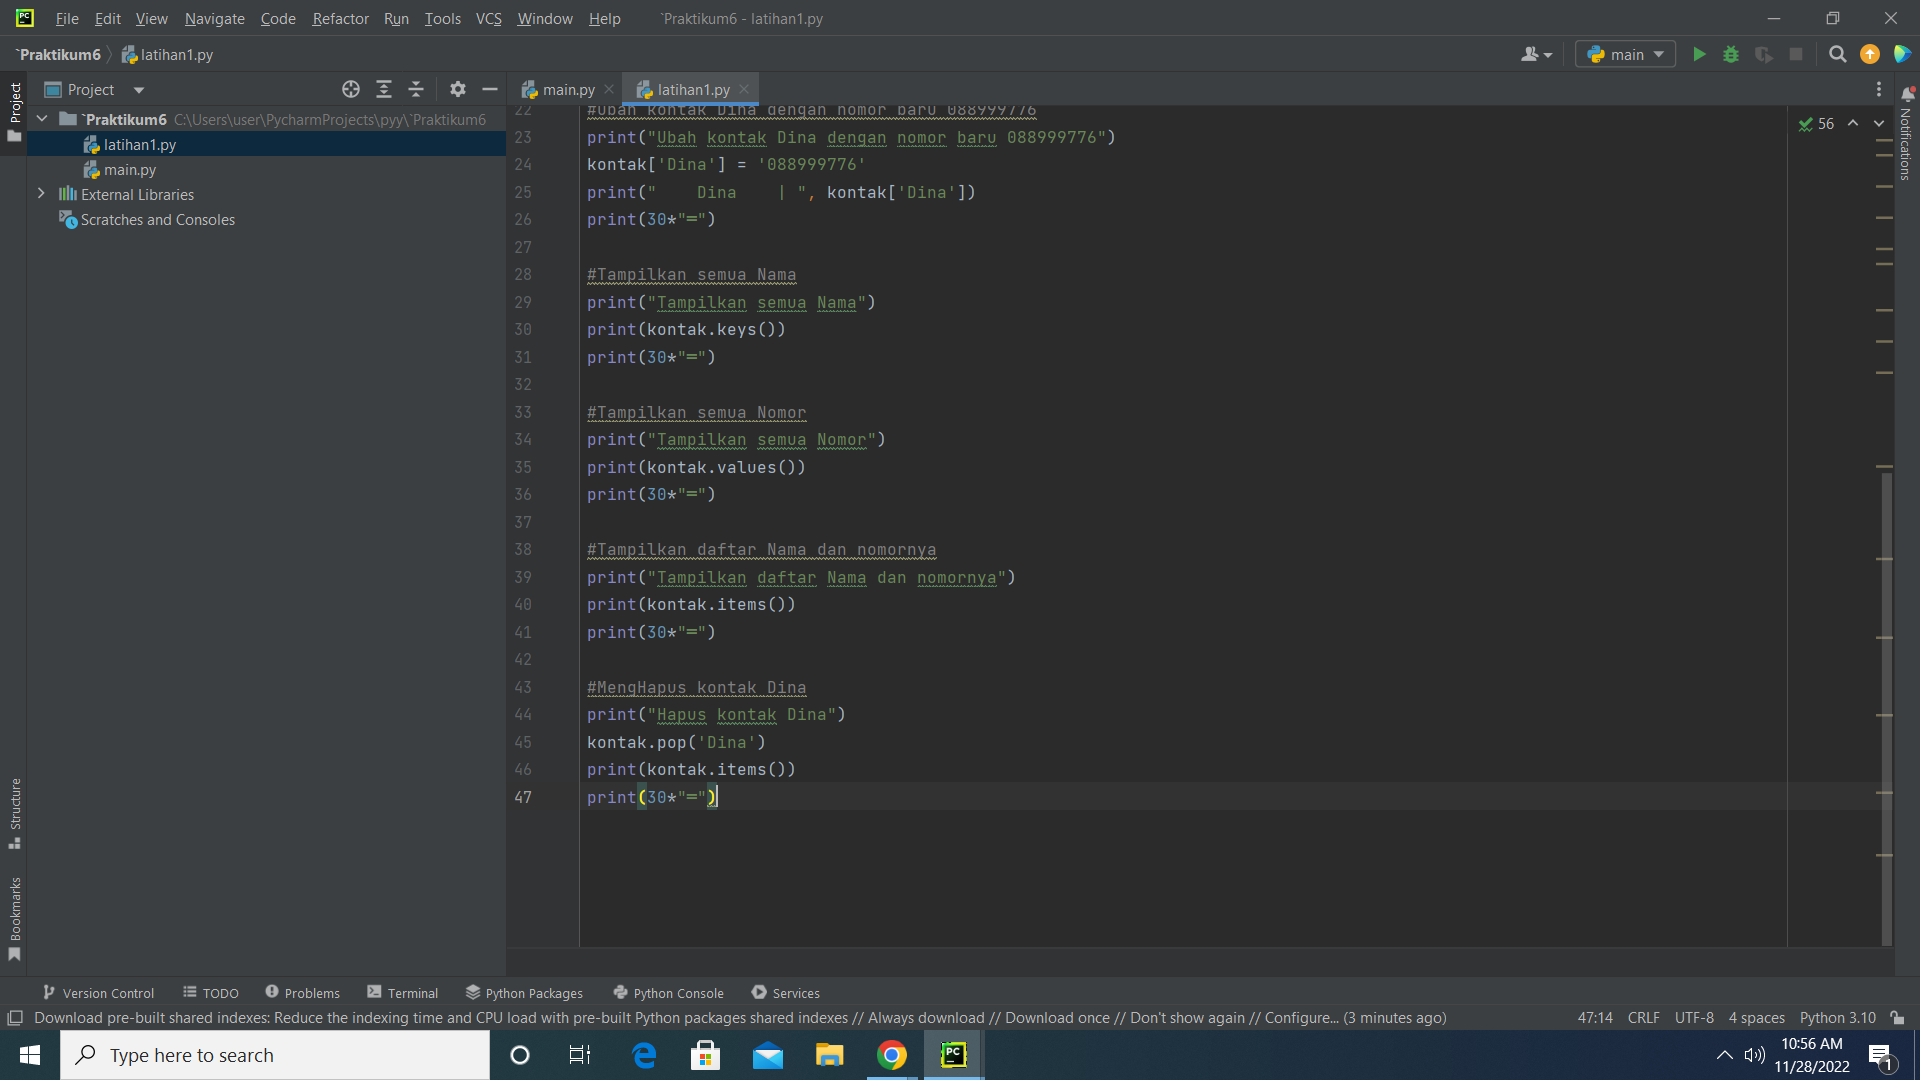 File Edit View Navigate Code Refactor Run Tools VCS Window Help `Praktikum6 - latihan1.py
`Praktikum6 latihan1.py
main
Project
Project
main.py
latihan1.py
`Praktikum6 C:\Users\user\PycharmProjects\pyy\`Praktikum6
latihan1.py
main.py
External Libraries
Scratches and Consoles
Structure
Bookmarks
Notifications
56
22 #Ubah kontak Dina dengan nomor baru 088999776
23 print("Ubah kontak Dina dengan nomor baru 088999776")
24 kontak['Dina'] = '088999776'
25 print("    Dina    | ", kontak['Dina'])
26 print(30*"=")
27
28 #Tampilkan semua Nama
29 print("Tampilkan semua Nama")
30 print(kontak.keys())
31 print(30*"=")
32
33 #Tampilkan semua Nomor
34 print("Tampilkan semua Nomor")
35 print(kontak.values())
36 print(30*"=")
37
38 #Tampilkan daftar Nama dan nomornya
39 print("Tampilkan daftar Nama dan nomornya")
40 print(kontak.items())
41 print(30*"=")
42
43 #MengHapus kontak Dina
44 print("Hapus kontak Dina")
45 kontak.pop('Dina')
46 print(kontak.items())
47 print(30*"=")
Version Control TODO Problems Terminal Python Packages Python Console Services
Download pre-built shared indexes: Reduce the indexing time and CPU load with pre-built Python packages shared indexes // Always download // Download once // Don't show again // Configure... (3 minutes ago) 47:14 CRLF UTF-8 4 spaces Python 3.10
Type here to search
PC
10:56 AM
11/28/2022
1